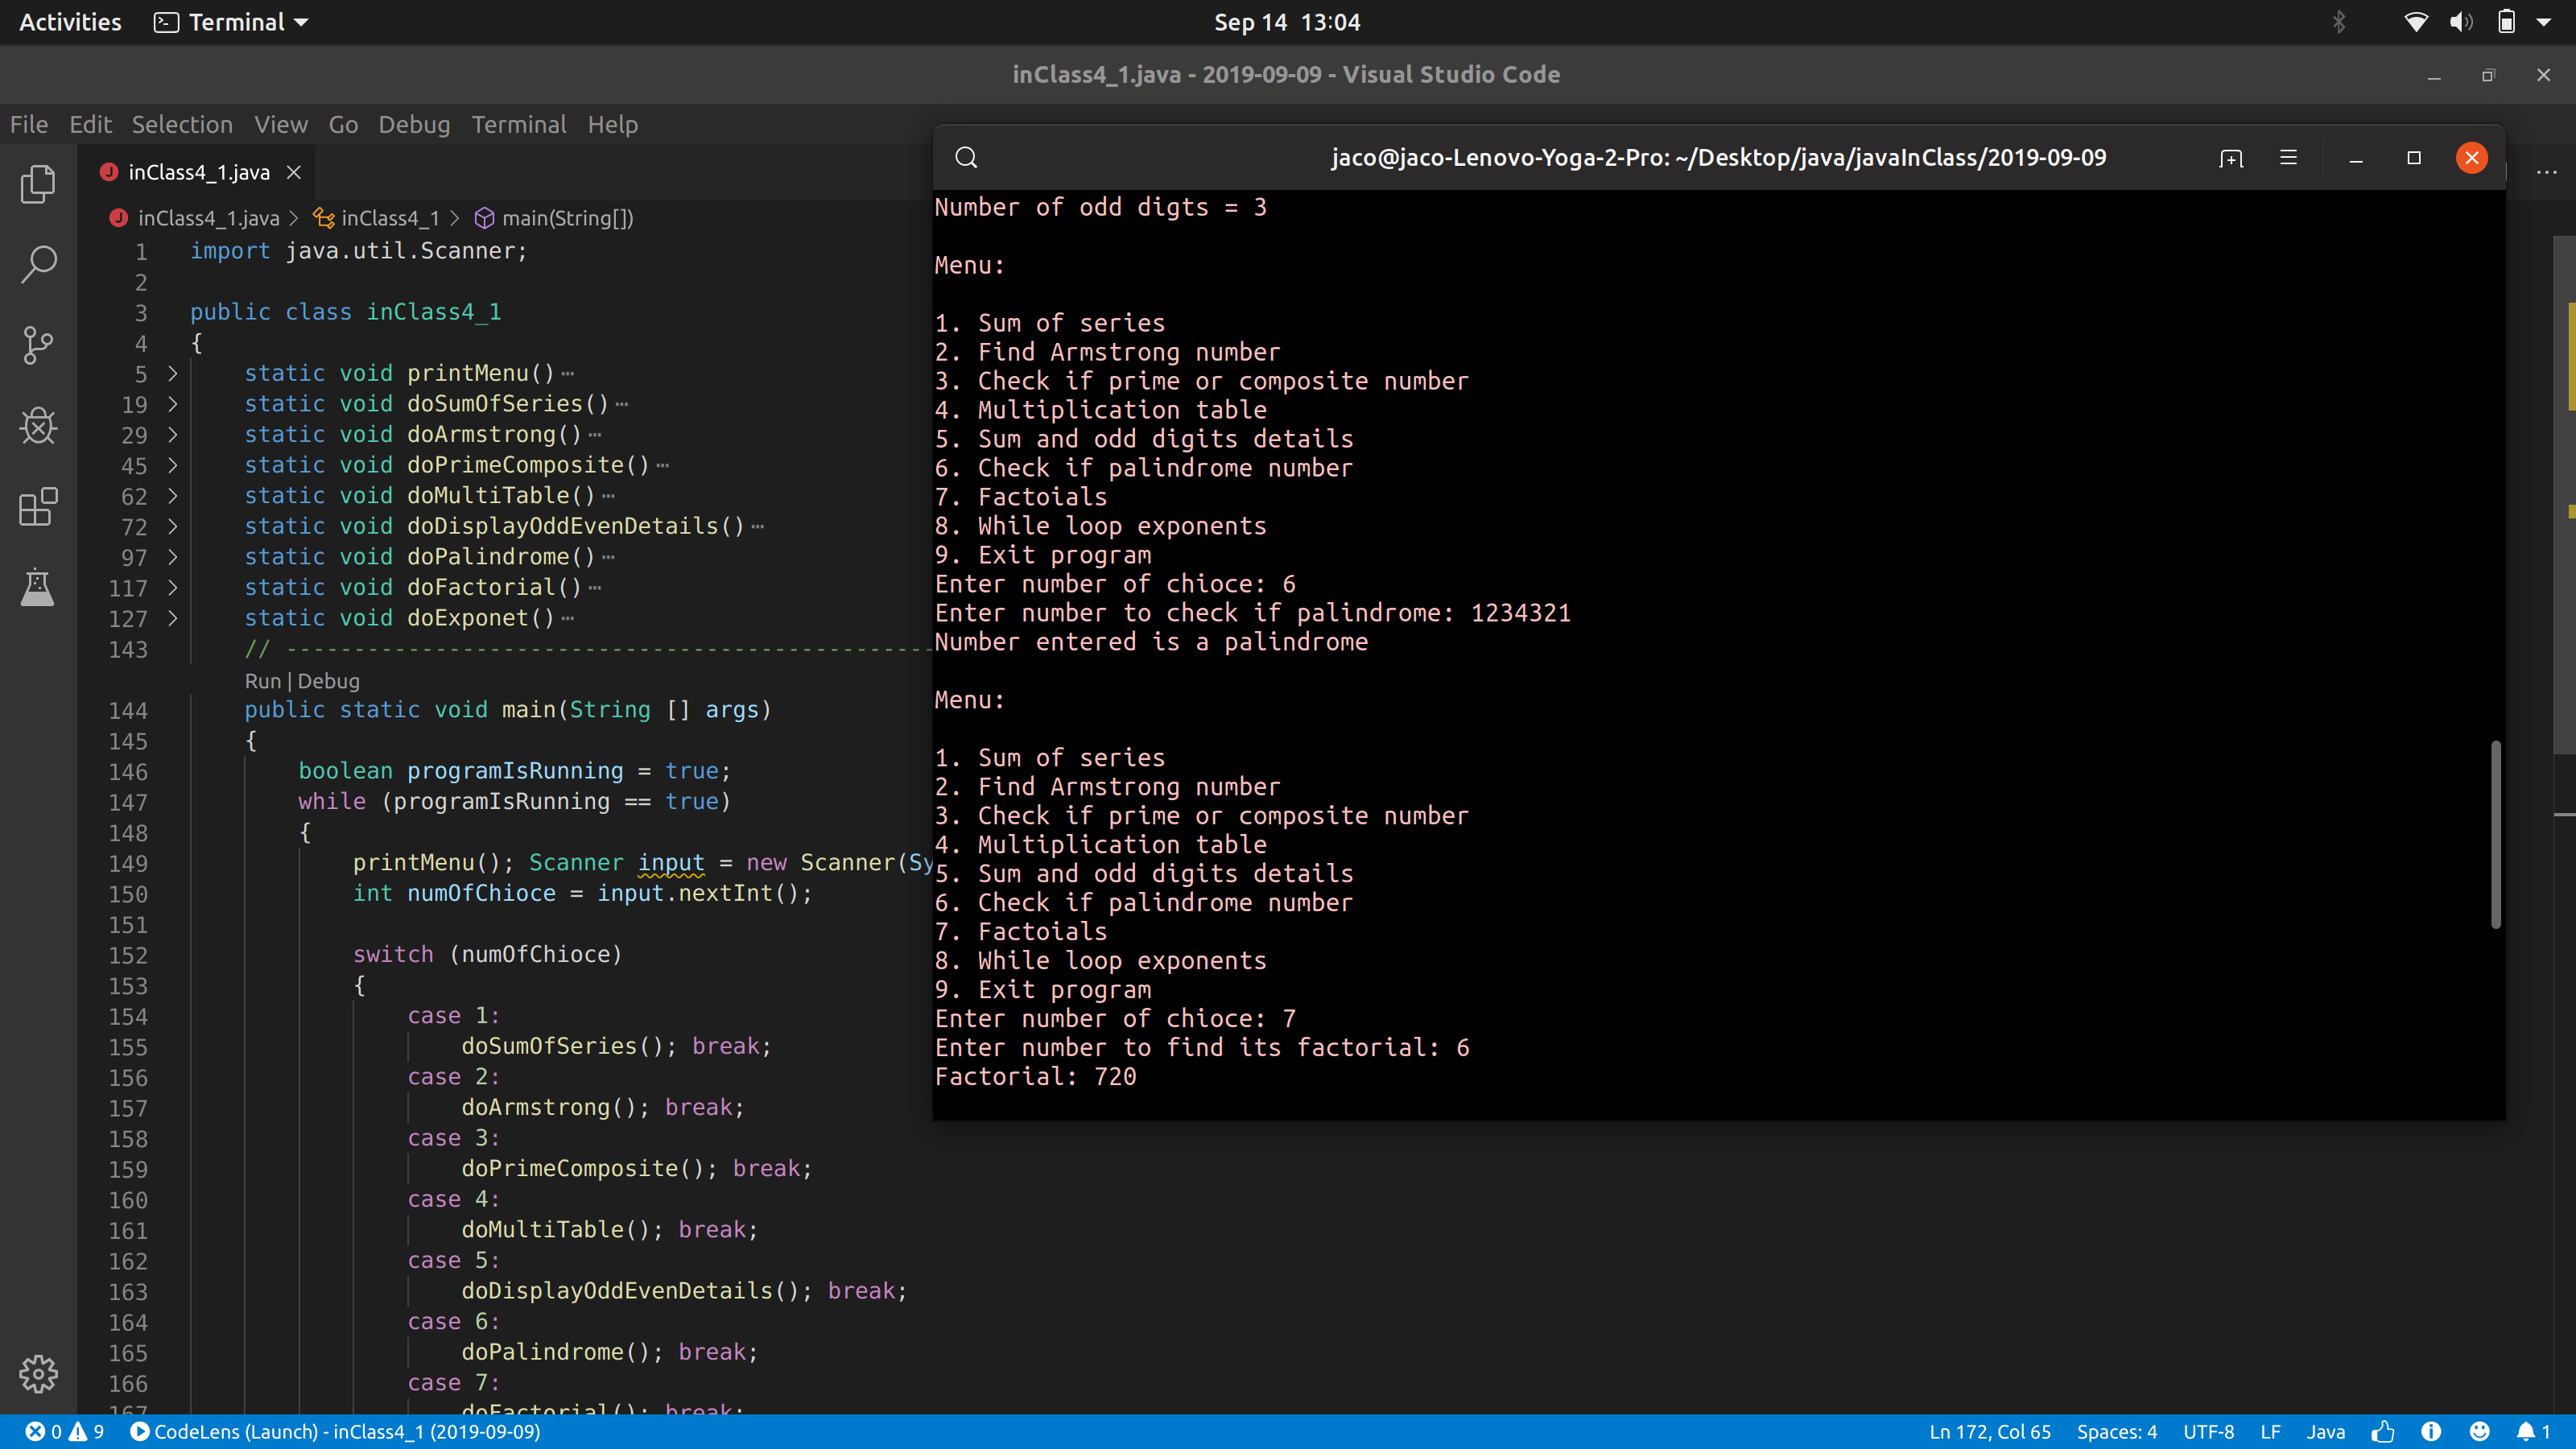 Activities Terminal Sep 14 13:04
inClass4_1.java - 2019-09-09 - Visual Studio Code
File Edit Selection View Go Debug Terminal Help
inClass4_1.java
inClass4_1.java > inClass4_1 > main(String[])
1 import java.util.Scanner;
2
3 public class inClass4_1
4 {
5 static void printMenu()…
19 static void doSumOfSeries()…
29 static void doArmstrong()…
45 static void doPrimeComposite()…
62 static void doMultiTable()…
72 static void doDisplayOddEvenDetails()…
97 static void doPalindrome()…
117 static void doFactorial()…
127 static void doExponet()…
143 // ------------------------------------------------
Run | Debug
144 public static void main(String [] args)
145 {
146 boolean programIsRunning = true;
147 while (programIsRunning == true)
148 {
149 printMenu(); Scanner input = new Scanner(Sy
150 int numOfChioce = input.nextInt();
151
152 switch (numOfChioce)
153 {
154 case 1:
155 doSumOfSeries(); break;
156 case 2:
157 doArmstrong(); break;
158 case 3:
159 doPrimeComposite(); break;
160 case 4:
161 doMultiTable(); break;
162 case 5:
163 doDisplayOddEvenDetails(); break;
164 case 6:
165 doPalindrome(); break;
166 case 7:
167 doFactorial(); break;
jaco@jaco-Lenovo-Yoga-2-Pro: ~/Desktop/java/javaInClass/2019-09-09
Number of odd digts = 3
Menu:
1. Sum of series
2. Find Armstrong number
3. Check if prime or composite number
4. Multiplication table
5. Sum and odd digits details
6. Check if palindrome number
7. Factoials
8. While loop exponents
9. Exit program
Enter number of chioce: 6
Enter number to check if palindrome: 1234321
Number entered is a palindrome
Menu:
1. Sum of series
2. Find Armstrong number
3. Check if prime or composite number
4. Multiplication table
5. Sum and odd digits details
6. Check if palindrome number
7. Factoials
8. While loop exponents
9. Exit program
Enter number of chioce: 7
Enter number to find its factorial: 6
Factorial: 720
0 9 CodeLens (Launch) - inClass4_1 (2019-09-09) Ln 172, Col 65 Spaces: 4 UTF-8 LF Java 1